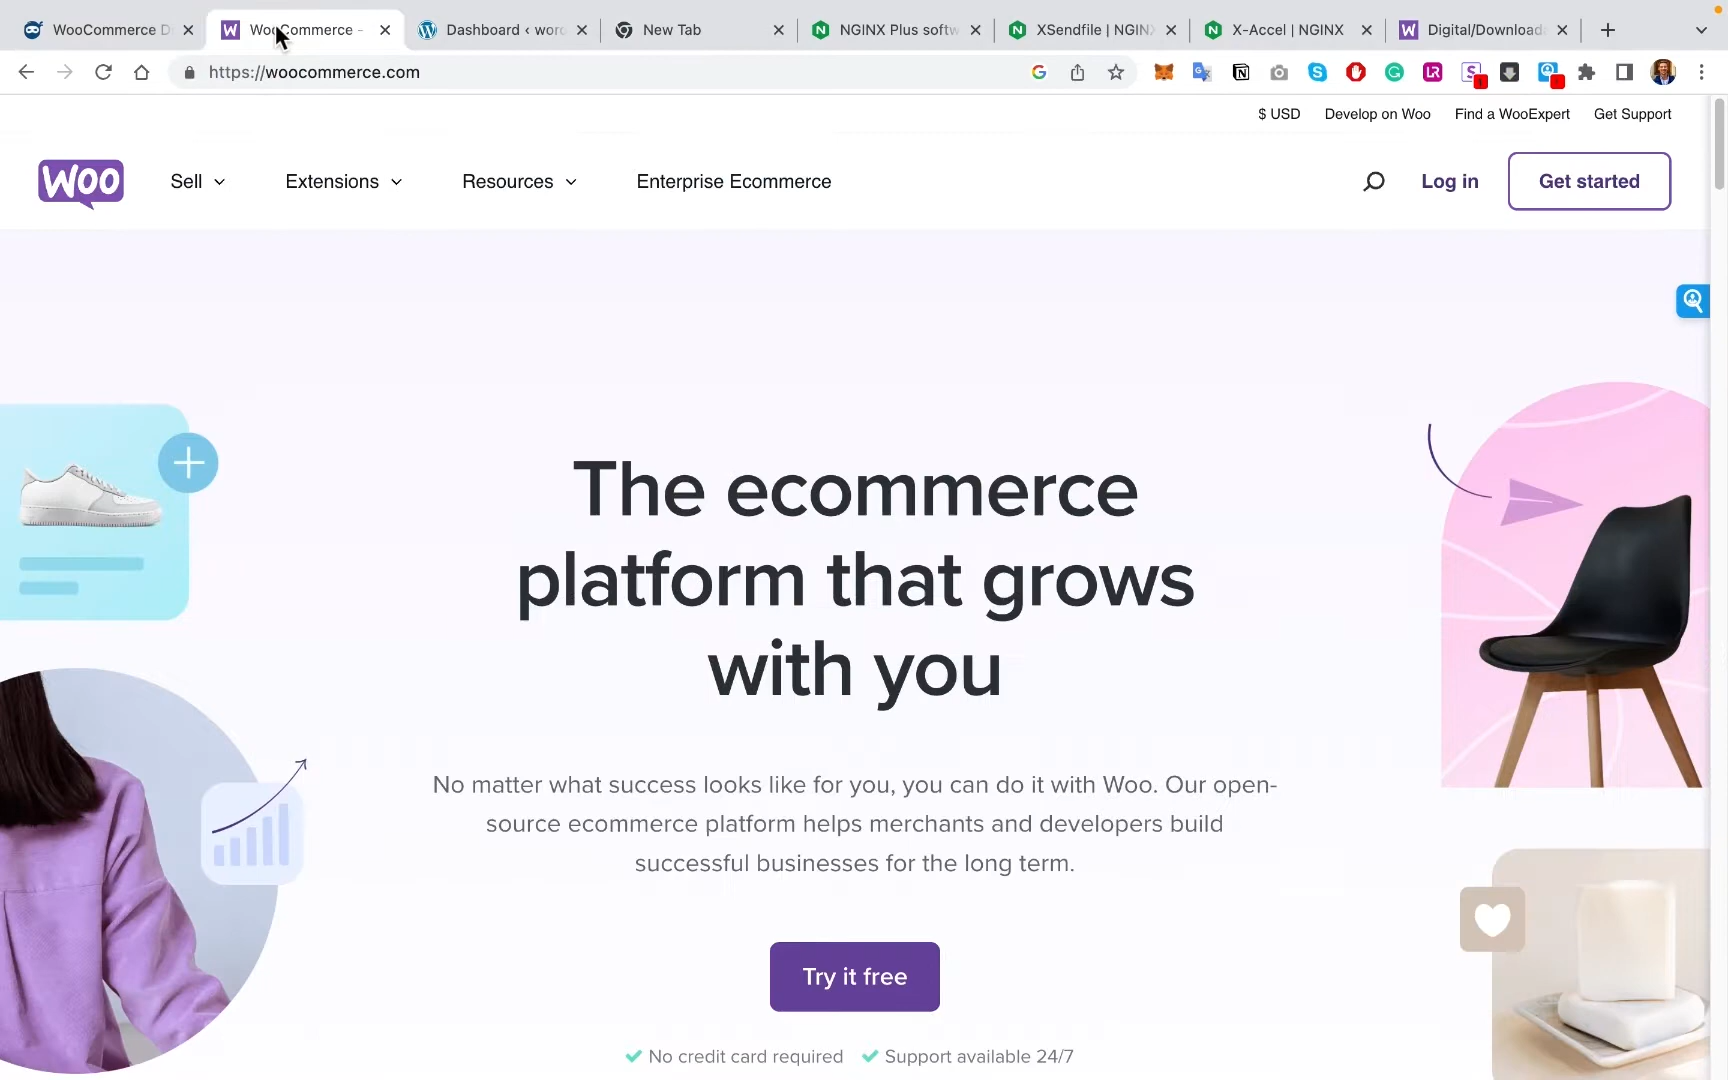 WooCommerce D
WooCommerce -
Dashboard ‹ word
New Tab
NGINX Plus softw
XSendfile | NGINX
X-Accel | NGINX
Digital/Download
https://woocommerce.com
$ USD
Develop on Woo
Find a WooExpert
Get Support
WOO
Sell
Extensions
Resources
Enterprise Ecommerce
Log in
Get started
The ecommerce
platform that grows
with you
No matter what success looks like for you, you can do it with Woo. Our open-
source ecommerce platform helps merchants and developers build
successful businesses for the long term.
Try it free
No credit card required
Support available 24/7